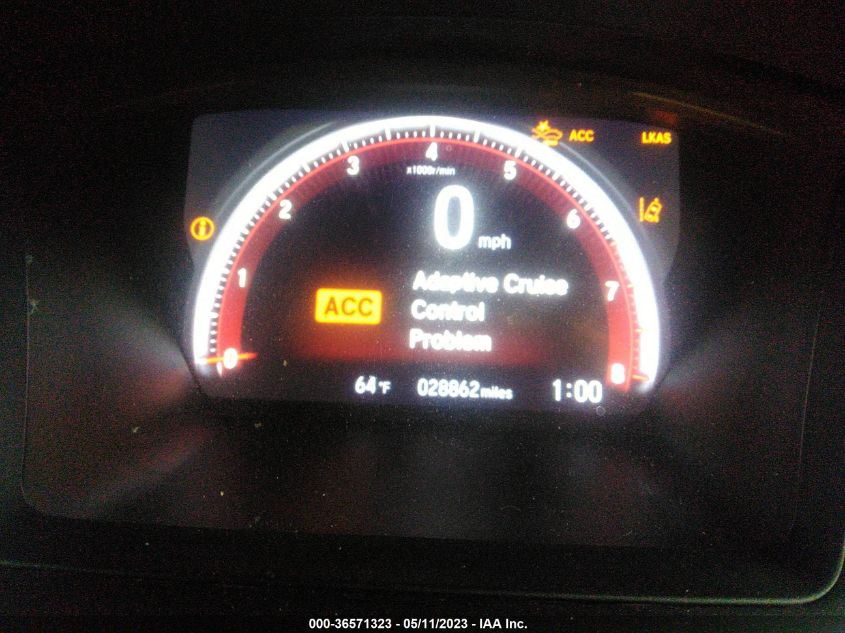 ACC
LKAS
4
3
5
x1000r/min
2
6
0 mph
1
7
Adaptive Cruise
ACC
Control
Problem
0
8
64°F 028862 miles 1:00
000-36571323 - 05/11/2023 - IAA Inc.